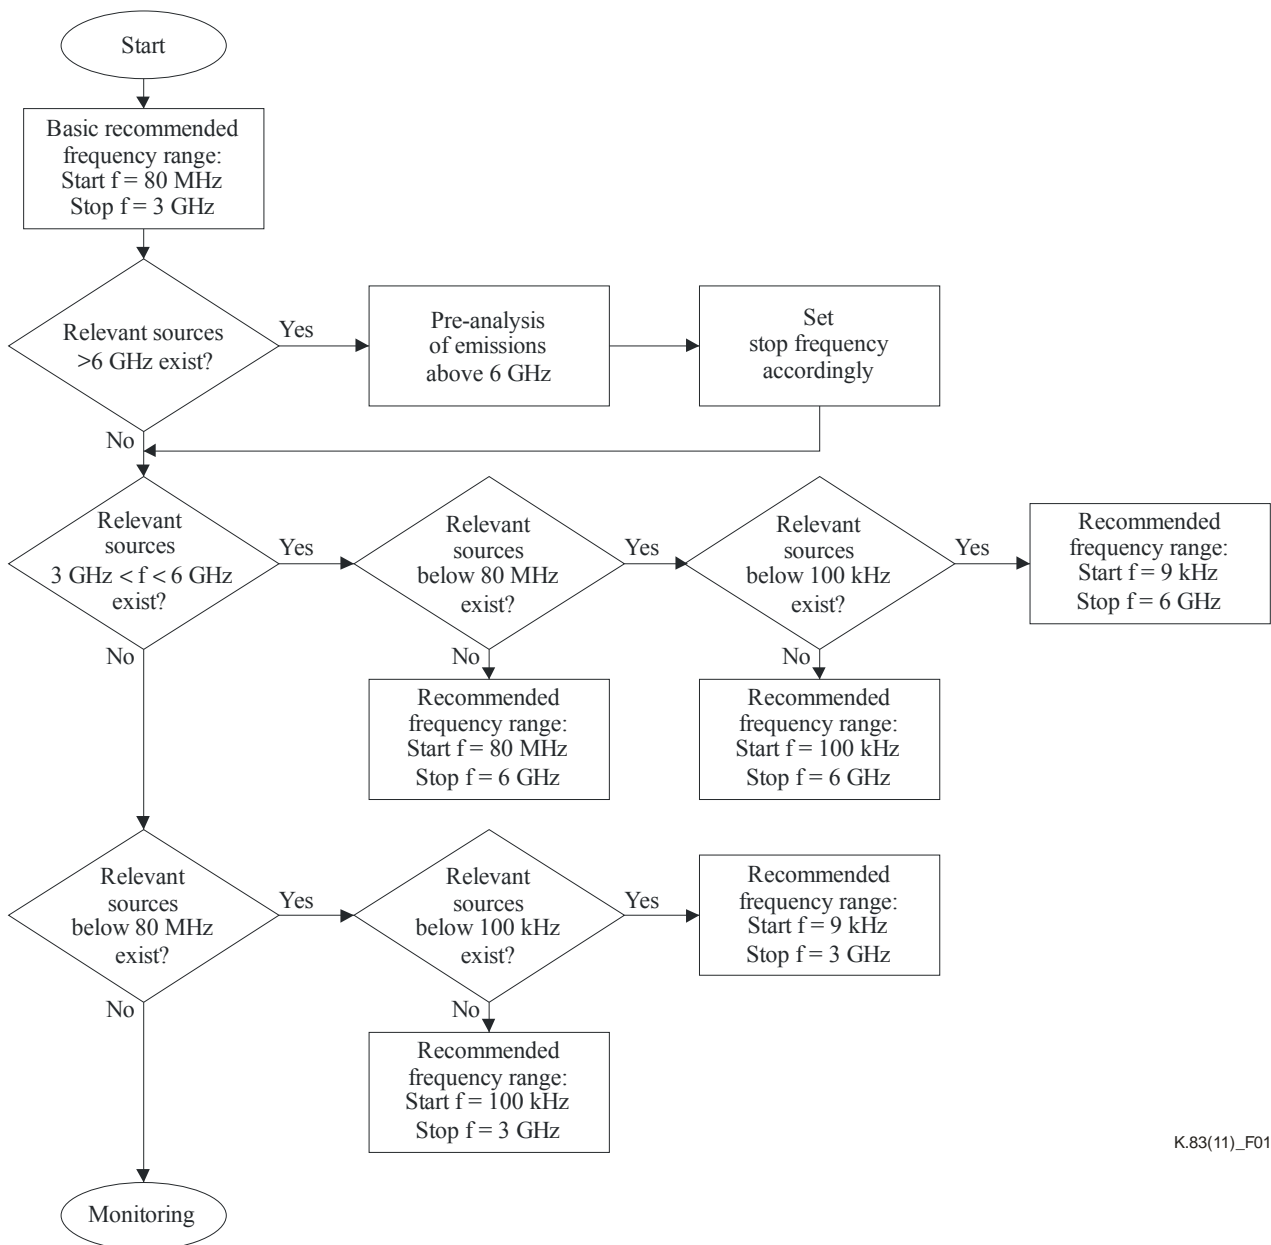 Start
Basic recommended
frequency range:
Start f = 80 MHz
Stop f = 3 GHz
Relevant sources
>6 GHz exist?
Yes
Pre-analysis
of emissions
above 6 GHz
Set
stop frequency
accordingly
No
Relevant
sources
3 GHz < f < 6 GHz
exist?
Yes
Relevant
sources
below 80 MHz
exist?
Yes
Relevant
sources
below 100 kHz
exist?
Yes
Recommended
frequency range:
Start f = 9 kHz
Stop f = 6 GHz
No
No
Recommended
frequency range:
Start f = 80 MHz
Stop f = 6 GHz
No
Recommended
frequency range:
Start f = 100 kHz
Stop f = 6 GHz
Relevant
sources
below 80 MHz
exist?
Yes
Relevant
sources
below 100 kHz
exist?
Yes
Recommended
frequency range:
Start f = 9 kHz
Stop f = 3 GHz
No
No
Recommended
frequency range:
Start f = 100 kHz
Stop f = 3 GHz
K.83(11)_F01
Monitoring